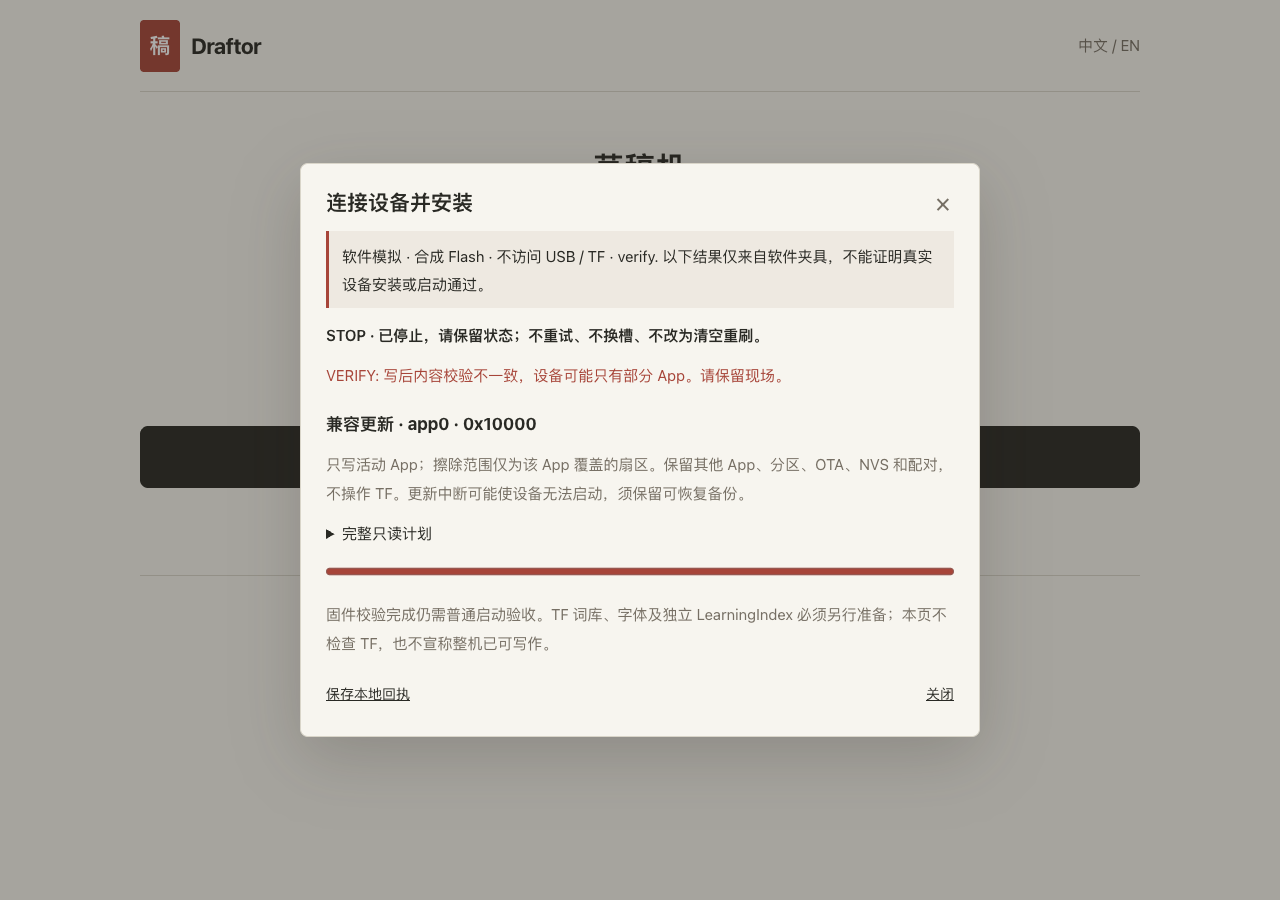 稿 Draftor
中文 / EN
连接设备并安装
×
软件模拟 · 合成 Flash · 不访问 USB / TF · verify. 以下结果仅来自软件夹具，不能证明真实
设备安装或启动通过。
STOP · 已停止，请保留状态；不重试、不换槽、不改为清空重刷。
VERIFY: 写后内容校验不一致，设备可能只有部分 App。请保留现场。
兼容更新 · app0 · 0x10000
只写活动 App；擦除范围仅为该 App 覆盖的扇区。保留其他 App、分区、OTA、NVS 和配对，
不操作 TF。更新中断可能使设备无法启动，须保留可恢复备份。
完整只读计划
固件校验完成仍需普通启动验收。TF 词库、字体及独立 LearningIndex 必须另行准备；本页不
检查 TF，也不宣称整机已可写作。
保存本地回执
关闭